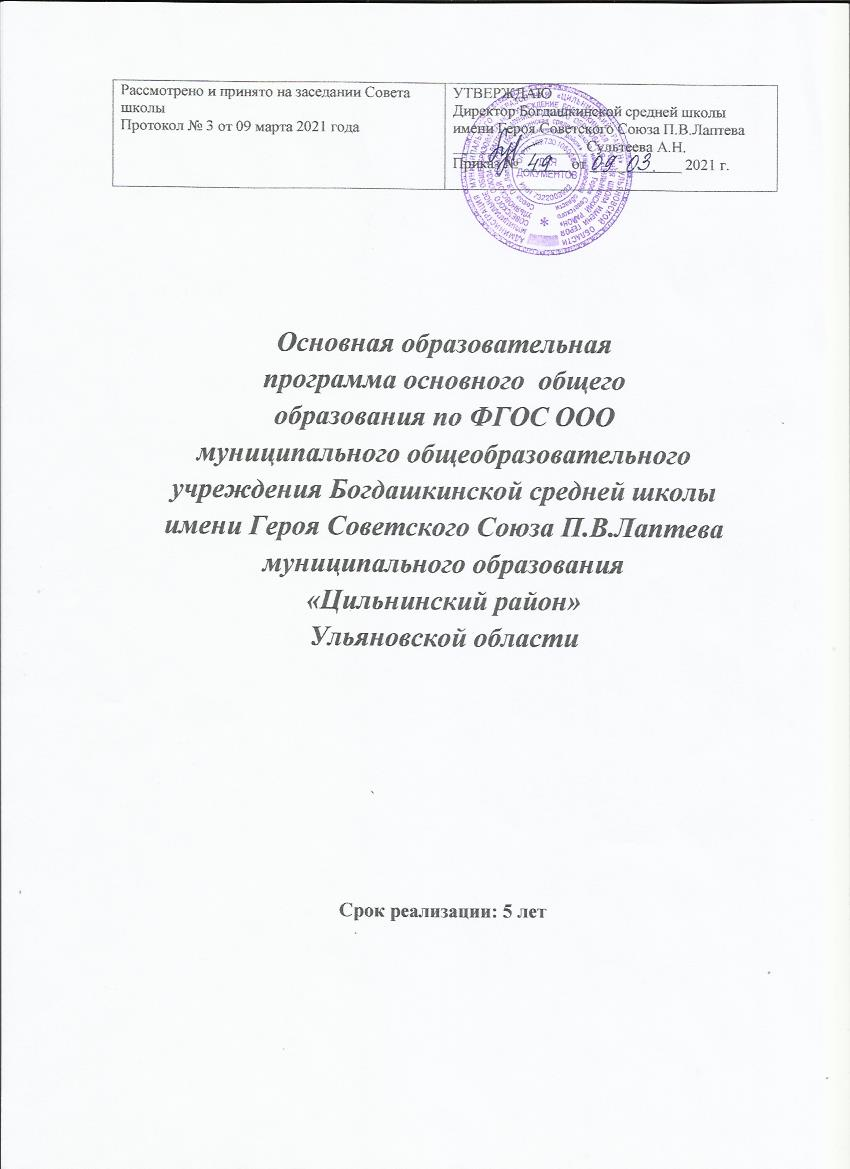 Рассмотрено и принято на заседании Совета
школы
Протокол № 3 от 09 марта 2021 года
УТВЕРЖДАЮ
Директор Богдашкинской средней школы
имени Героя Советского Союза П.В.Лаптева
Сультеева А.Н.
Приказ № 49 от 09 03. 2021 г.
ДОКУМЕНТОВ
Основная образовательная
программа основного общего
образования по ФГОС ООО
муниципального общеобразовательного
учреждения Богдашкинской средней школы
имени Героя Советского Союза П.В.Лаптева
муниципального образования
«Цильнинский район»
Ульяновской области
Срок реализации: 5 лет